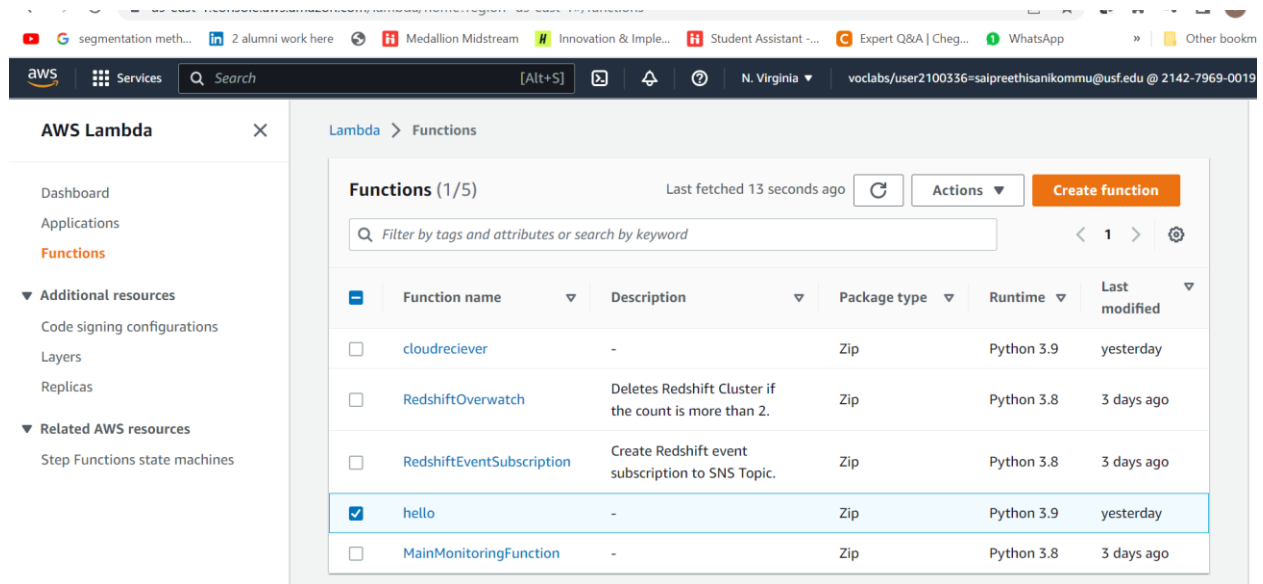 segmentation meth... 2 alumni work here Medallion Midstream Innovation & Imple... Student Assistant -... Expert Q&A | Cheg... WhatsApp » Other bookm
aws Services Search [Alt+S] N. Virginia ▼ voclabs/user2100336=saipreethisanikommu@usf.edu @ 2142-7969-0019
AWS Lambda
Dashboard
Applications
Functions
Additional resources
Code signing configurations
Layers
Replicas
Related AWS resources
Step Functions state machines
Lambda > Functions
Functions (1/5) Last fetched 13 seconds ago Actions ▼ Create function
Filter by tags and attributes or search by keyword < 1 >
Function name Description Package type Runtime Last
modified
cloudreciever - Zip Python 3.9 yesterday
RedshiftOverwatch Deletes Redshift Cluster if
the count is more than 2. Zip Python 3.8 3 days ago
RedshiftEventSubscription Create Redshift event
subscription to SNS Topic. Zip Python 3.8 3 days ago
hello - Zip Python 3.9 yesterday
MainMonitoringFunction - Zip Python 3.8 3 days ago